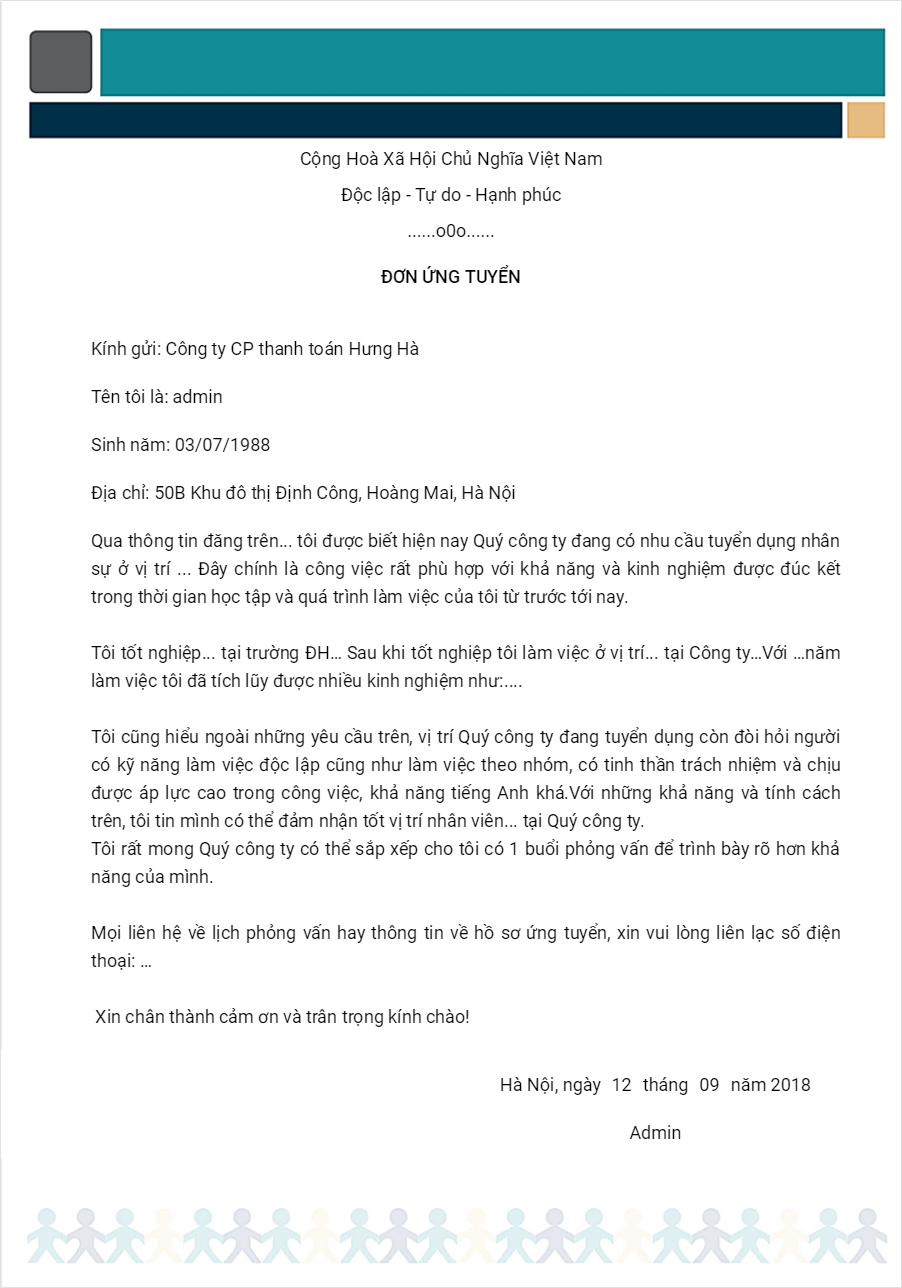 Cộng Hoà Xã Hội Chủ Nghĩa Việt Nam
Độc lập - Tự do - Hạnh phúc
......o0o......
ĐƠN ỨNG TUYỂN
Kính gửi: Công ty CP thanh toán Hưng Hà
Tên tôi là: admin
Sinh năm: 03/07/1988
Địa chỉ: 50B Khu đô thị Định Công, Hoàng Mai, Hà Nội
Qua thông tin đăng trên... tôi được biết hiện nay Quý công ty đang có nhu cầu tuyển dụng nhân
sự ở vị trí ... Đây chính là công việc rất phù hợp với khả năng và kinh nghiệm được đúc kết
trong thời gian học tập và quá trình làm việc của tôi từ trước tới nay.
Tôi tốt nghiệp... tại trường ĐH… Sau khi tốt nghiệp tôi làm việc ở vị trí... tại Công ty…Với …năm
làm việc tôi đã tích lũy được nhiều kinh nghiệm như:....
Tôi cũng hiểu ngoài những yêu cầu trên, vị trí Quý công ty đang tuyển dụng còn đòi hỏi người
có kỹ năng làm việc độc lập cũng như làm việc theo nhóm, có tinh thần trách nhiệm và chịu
được áp lực cao trong công việc, khả năng tiếng Anh khá.Với những khả năng và tính cách
trên, tôi tin mình có thể đảm nhận tốt vị trí nhân viên... tại Quý công ty.
Tôi rất mong Quý công ty có thể sắp xếp cho tôi có 1 buổi phỏng vấn để trình bày rõ hơn khả
năng của mình.
Mọi liên hệ về lịch phỏng vấn hay thông tin về hồ sơ ứng tuyển, xin vui lòng liên lạc số điện
thoại: …
Xin chân thành cảm ơn và trân trọng kính chào!
Hà Nội, ngày 12 tháng 09 năm 2018
Admin